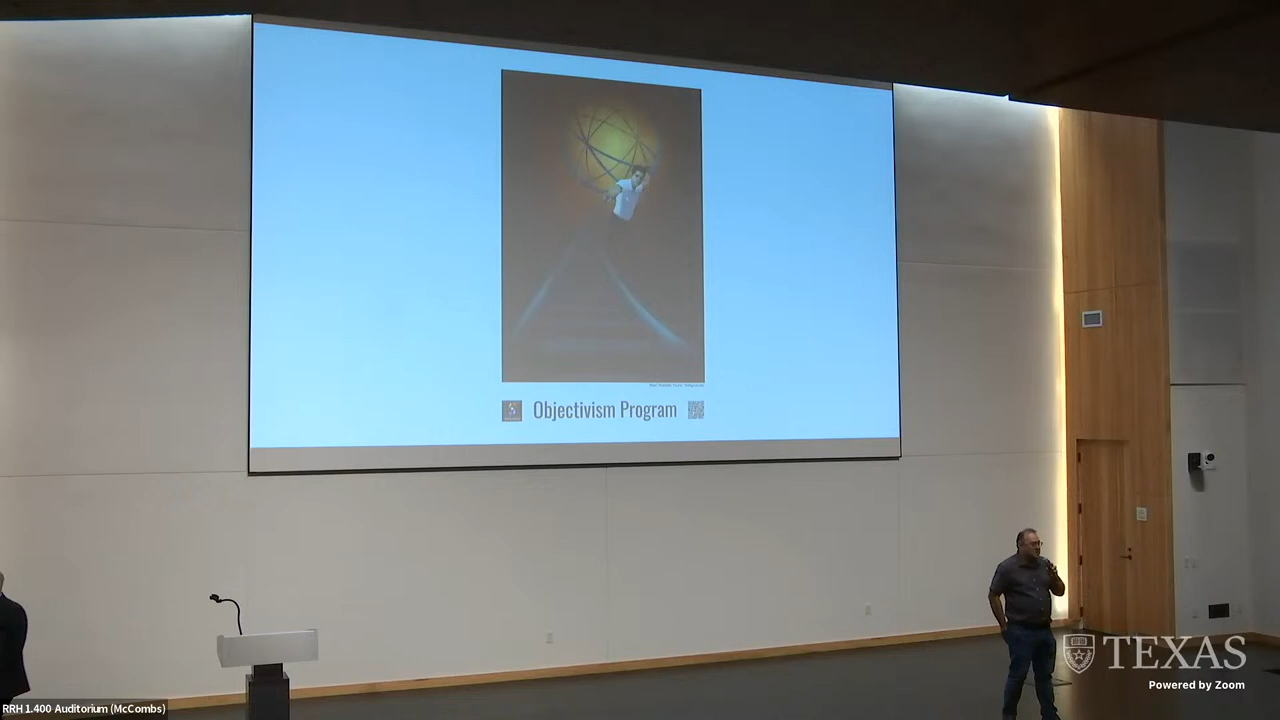 Objectivism Program
TEXAS
Powered by Zoom
RRH 1.400 Auditorium (McCombs)